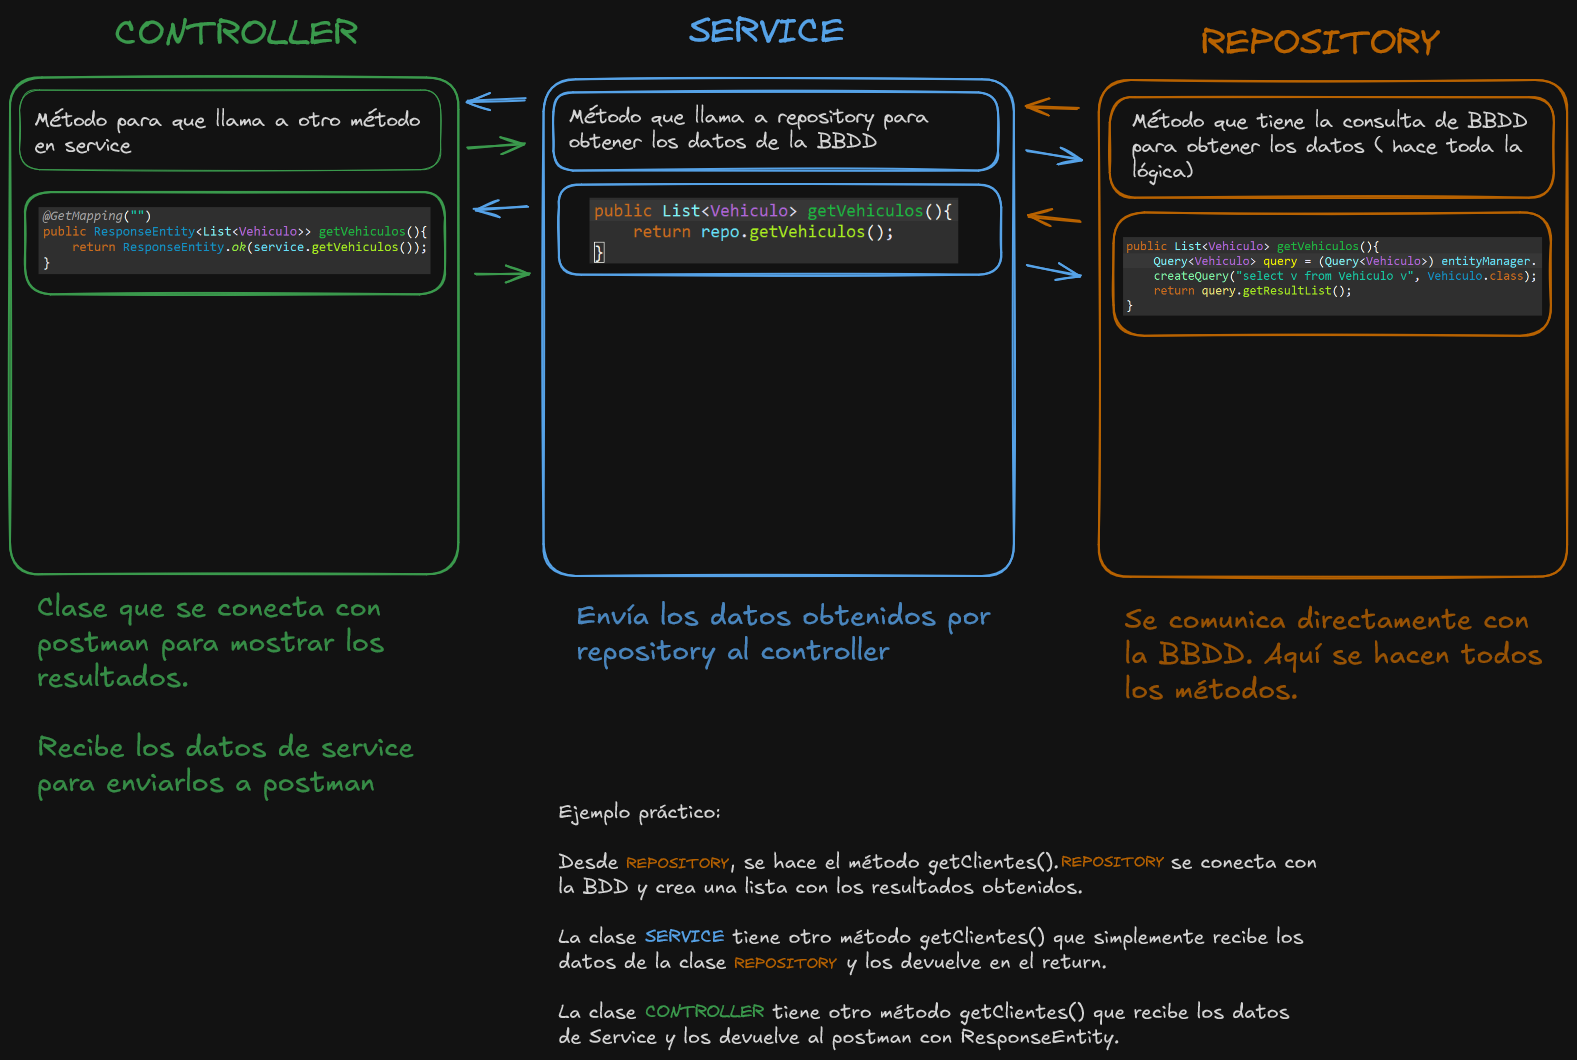 CONTROLLER
Método para que llama a otro método
en service
@GetMapping("")
public ResponseEntity<List<Vehiculo>> getVehiculos(){
return ResponseEntity.ok(service.getVehiculos());
}
Clase que se conecta con
postman para mostrar los
resultados.
Recibe los datos de service
para enviarlos a postman
SERVICE
Método que llama a repository para
obtener los datos de la BBDD
public List<Vehiculo> getVehiculos(){
return repo.getVehiculos();
}
Envía los datos obtenidos por
repository al controller
REPOSITORY
Método que tiene la consulta de BBDD
para obtener los datos ( hace toda la
lógica)
public List<Vehiculo> getVehiculos(){
Query<Vehiculo> query = (Query<Vehiculo>) entityManager.
createQuery("select v from Vehiculo v", Vehiculo.class);
return query.getResultList();
}
Se comunica directamente con
la BBDD. Aquí se hacen todos
los métodos.
Ejemplo práctico:
Desde REPOSITORY, se hace el método getClientes(). REPOSITORY se conecta con
la BDD y crea una lista con los resultados obtenidos.
La clase SERVICE tiene otro método getClientes() que simplemente recibe los
datos de la clase REPOSITORY y los devuelve en el return.
La clase CONTROLLER tiene otro método getClientes() que recibe los datos
de Service y los devuelve al postman con ResponseEntity.